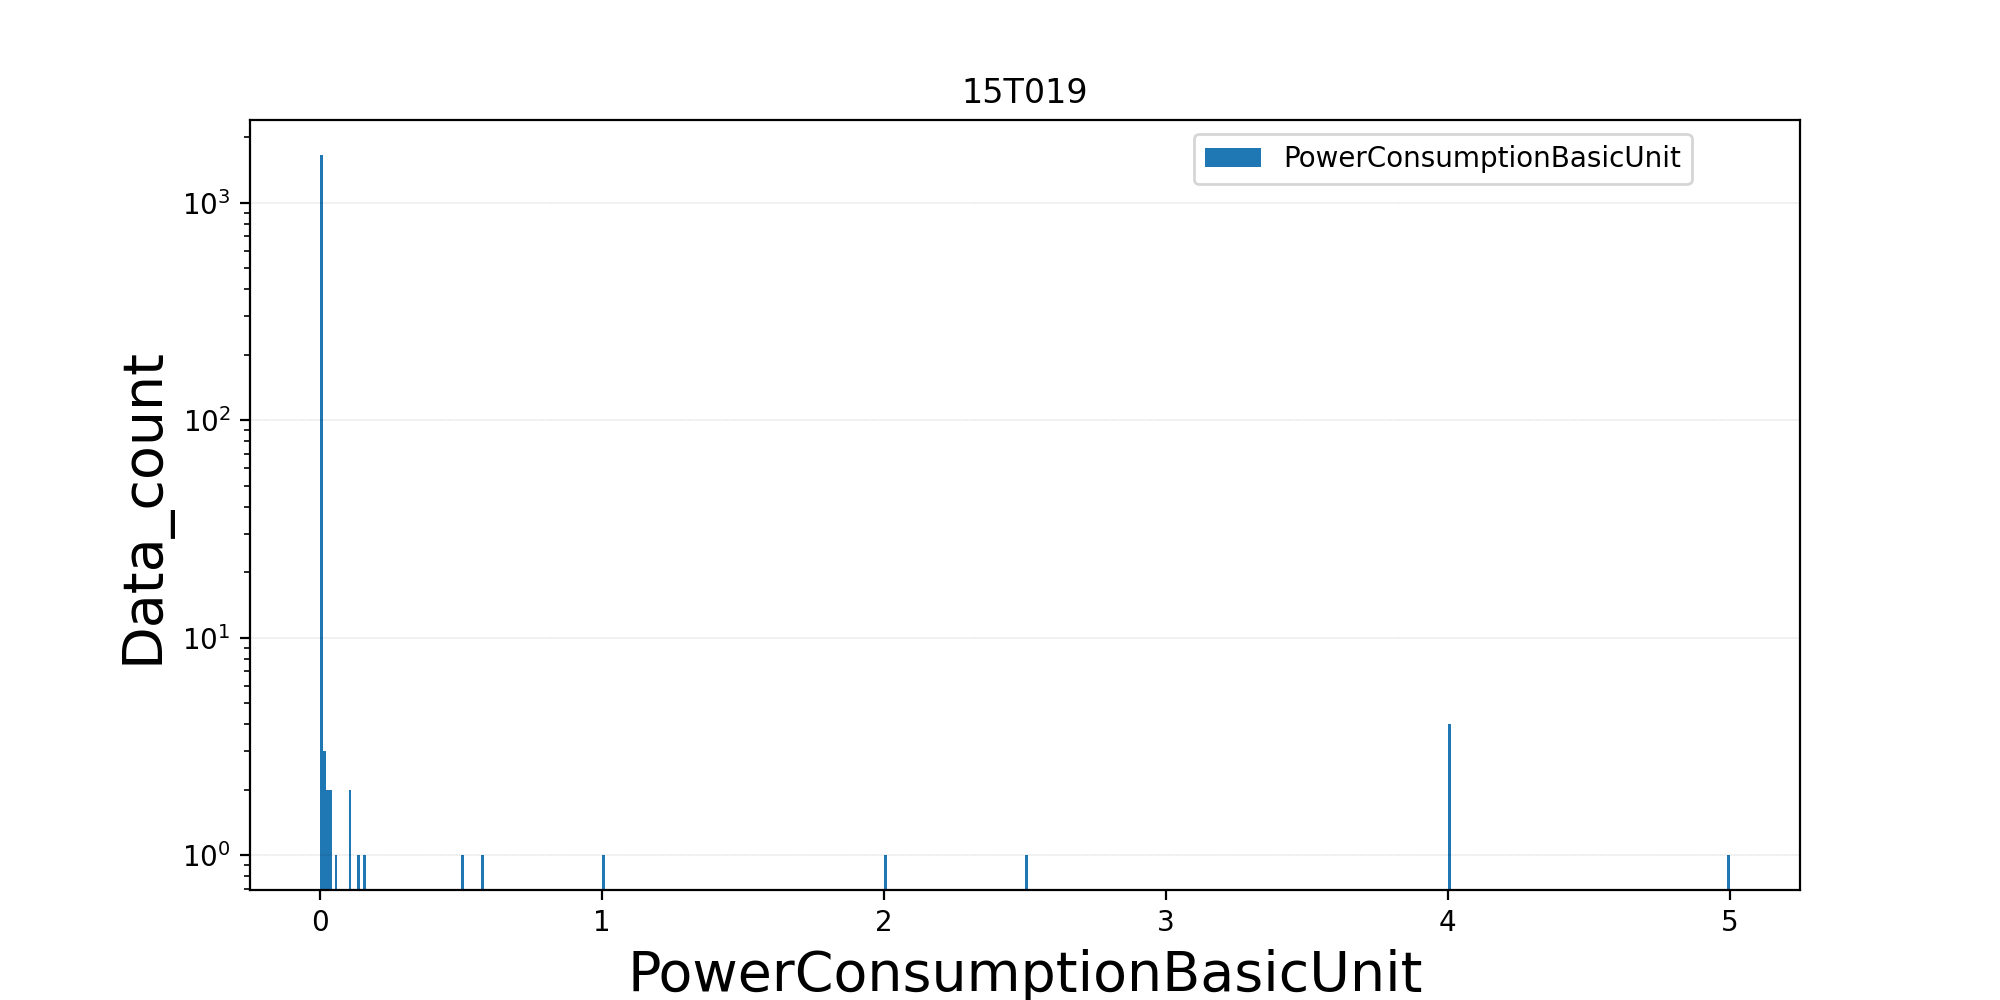 15T019
PowerConsumptionBasicUnit
10³
10²
10¹
10⁰
Data_count
0 1 2 3 4 5
PowerConsumptionBasicUnit